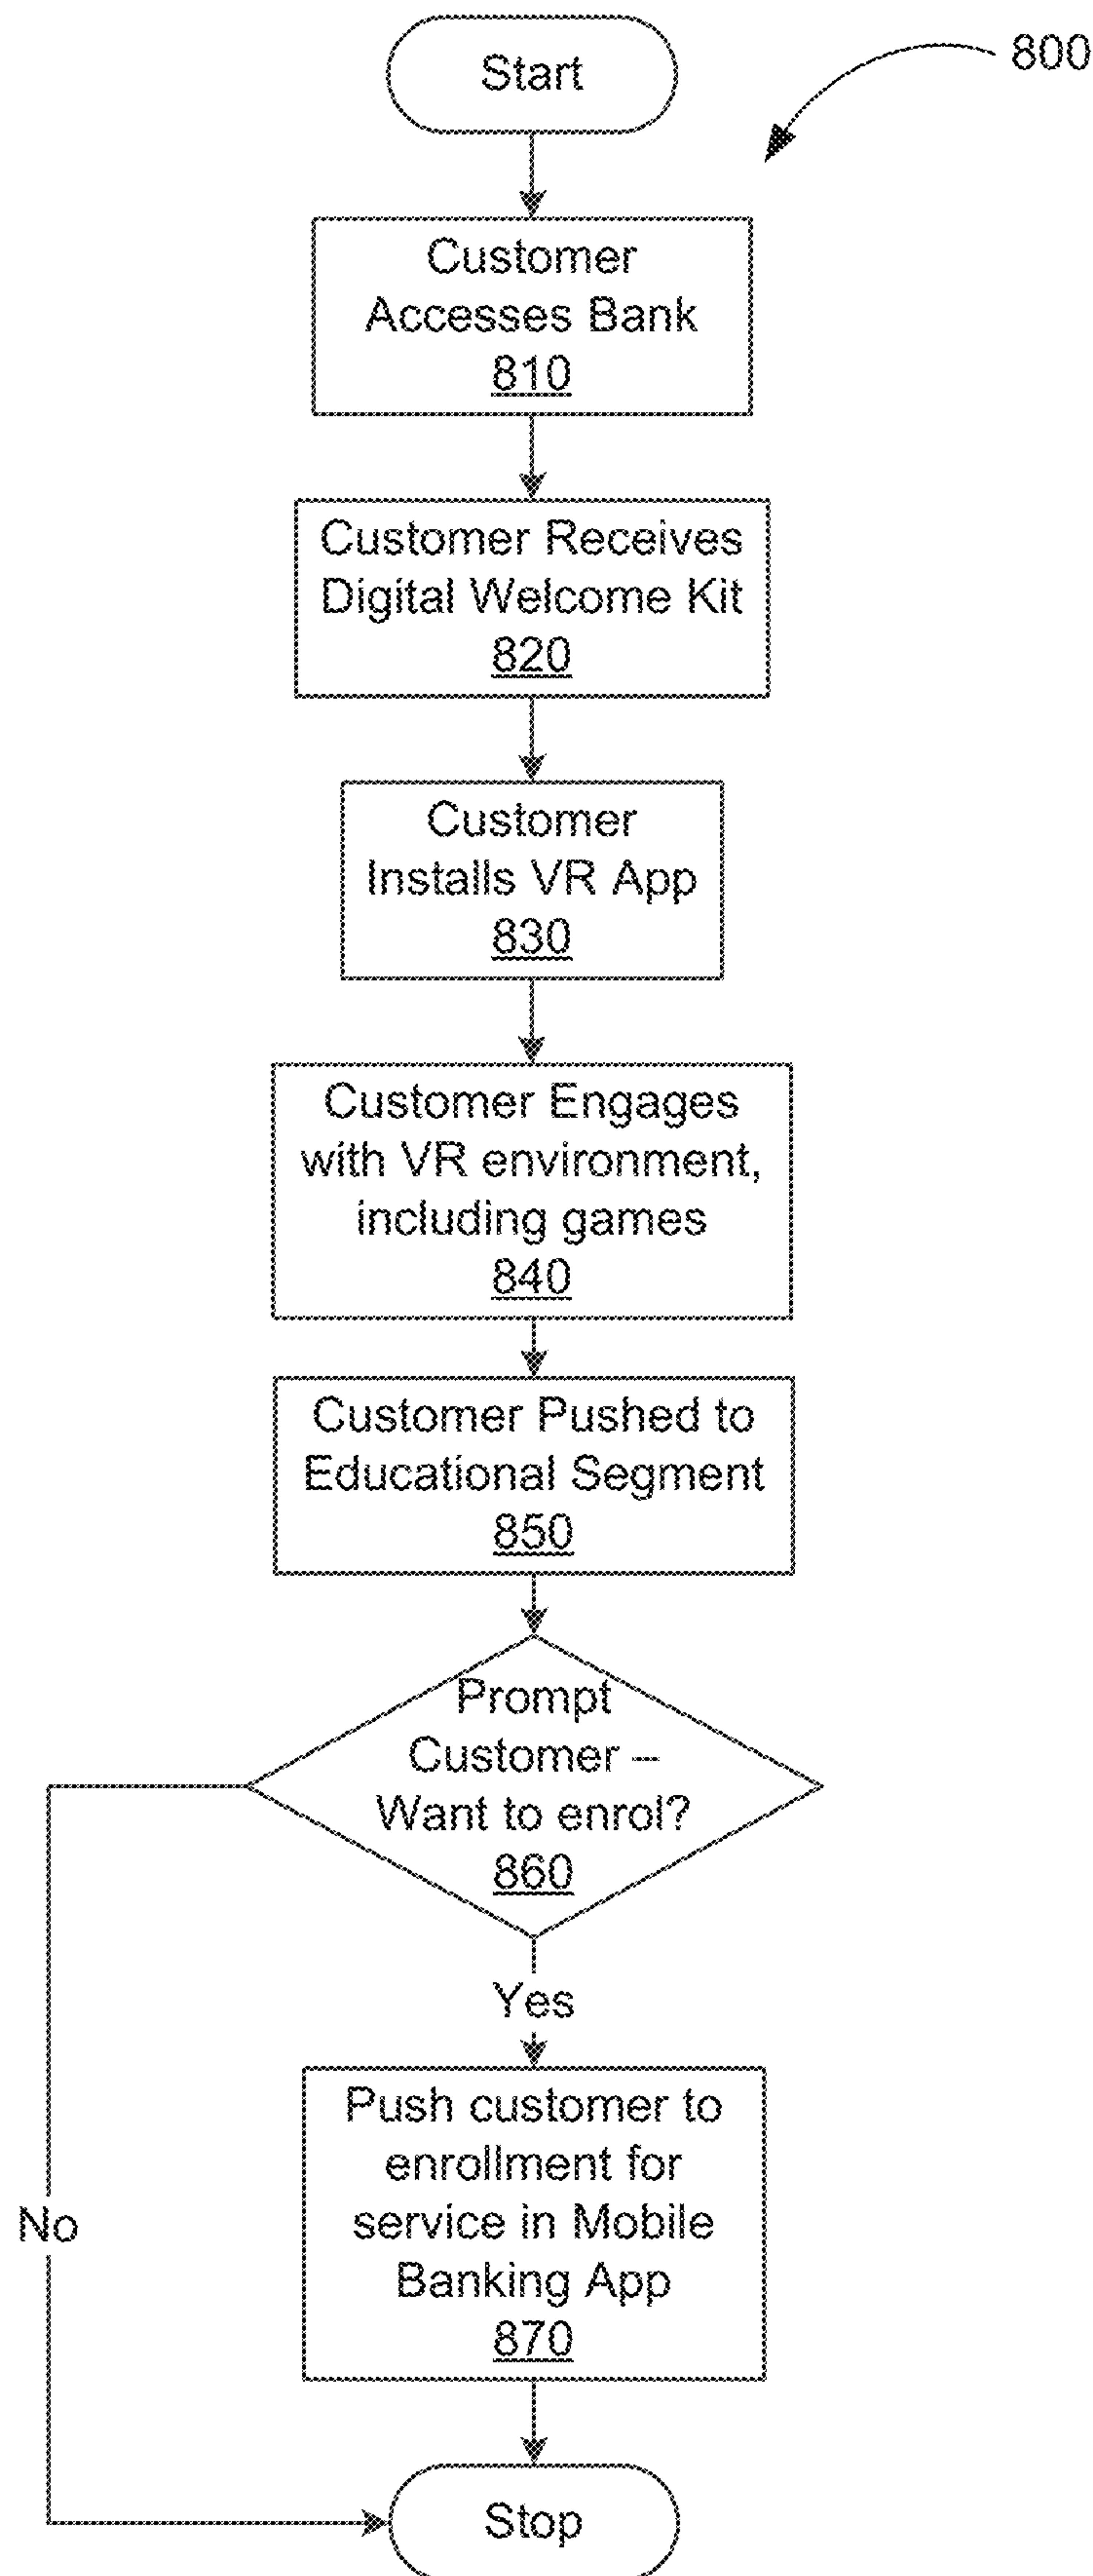 Start
800
Customer
Accesses Bank
810
Customer Receives
Digital Welcome Kit
820
Customer
Installs VR App
830
Customer Engages
with VR environment,
including games
840
Customer Pushed to
Educational Segment
850
Prompt
Customer –
Want to enrol?
860
Yes
Push customer to
enrollment for
service in Mobile
Banking App
870
No
Stop